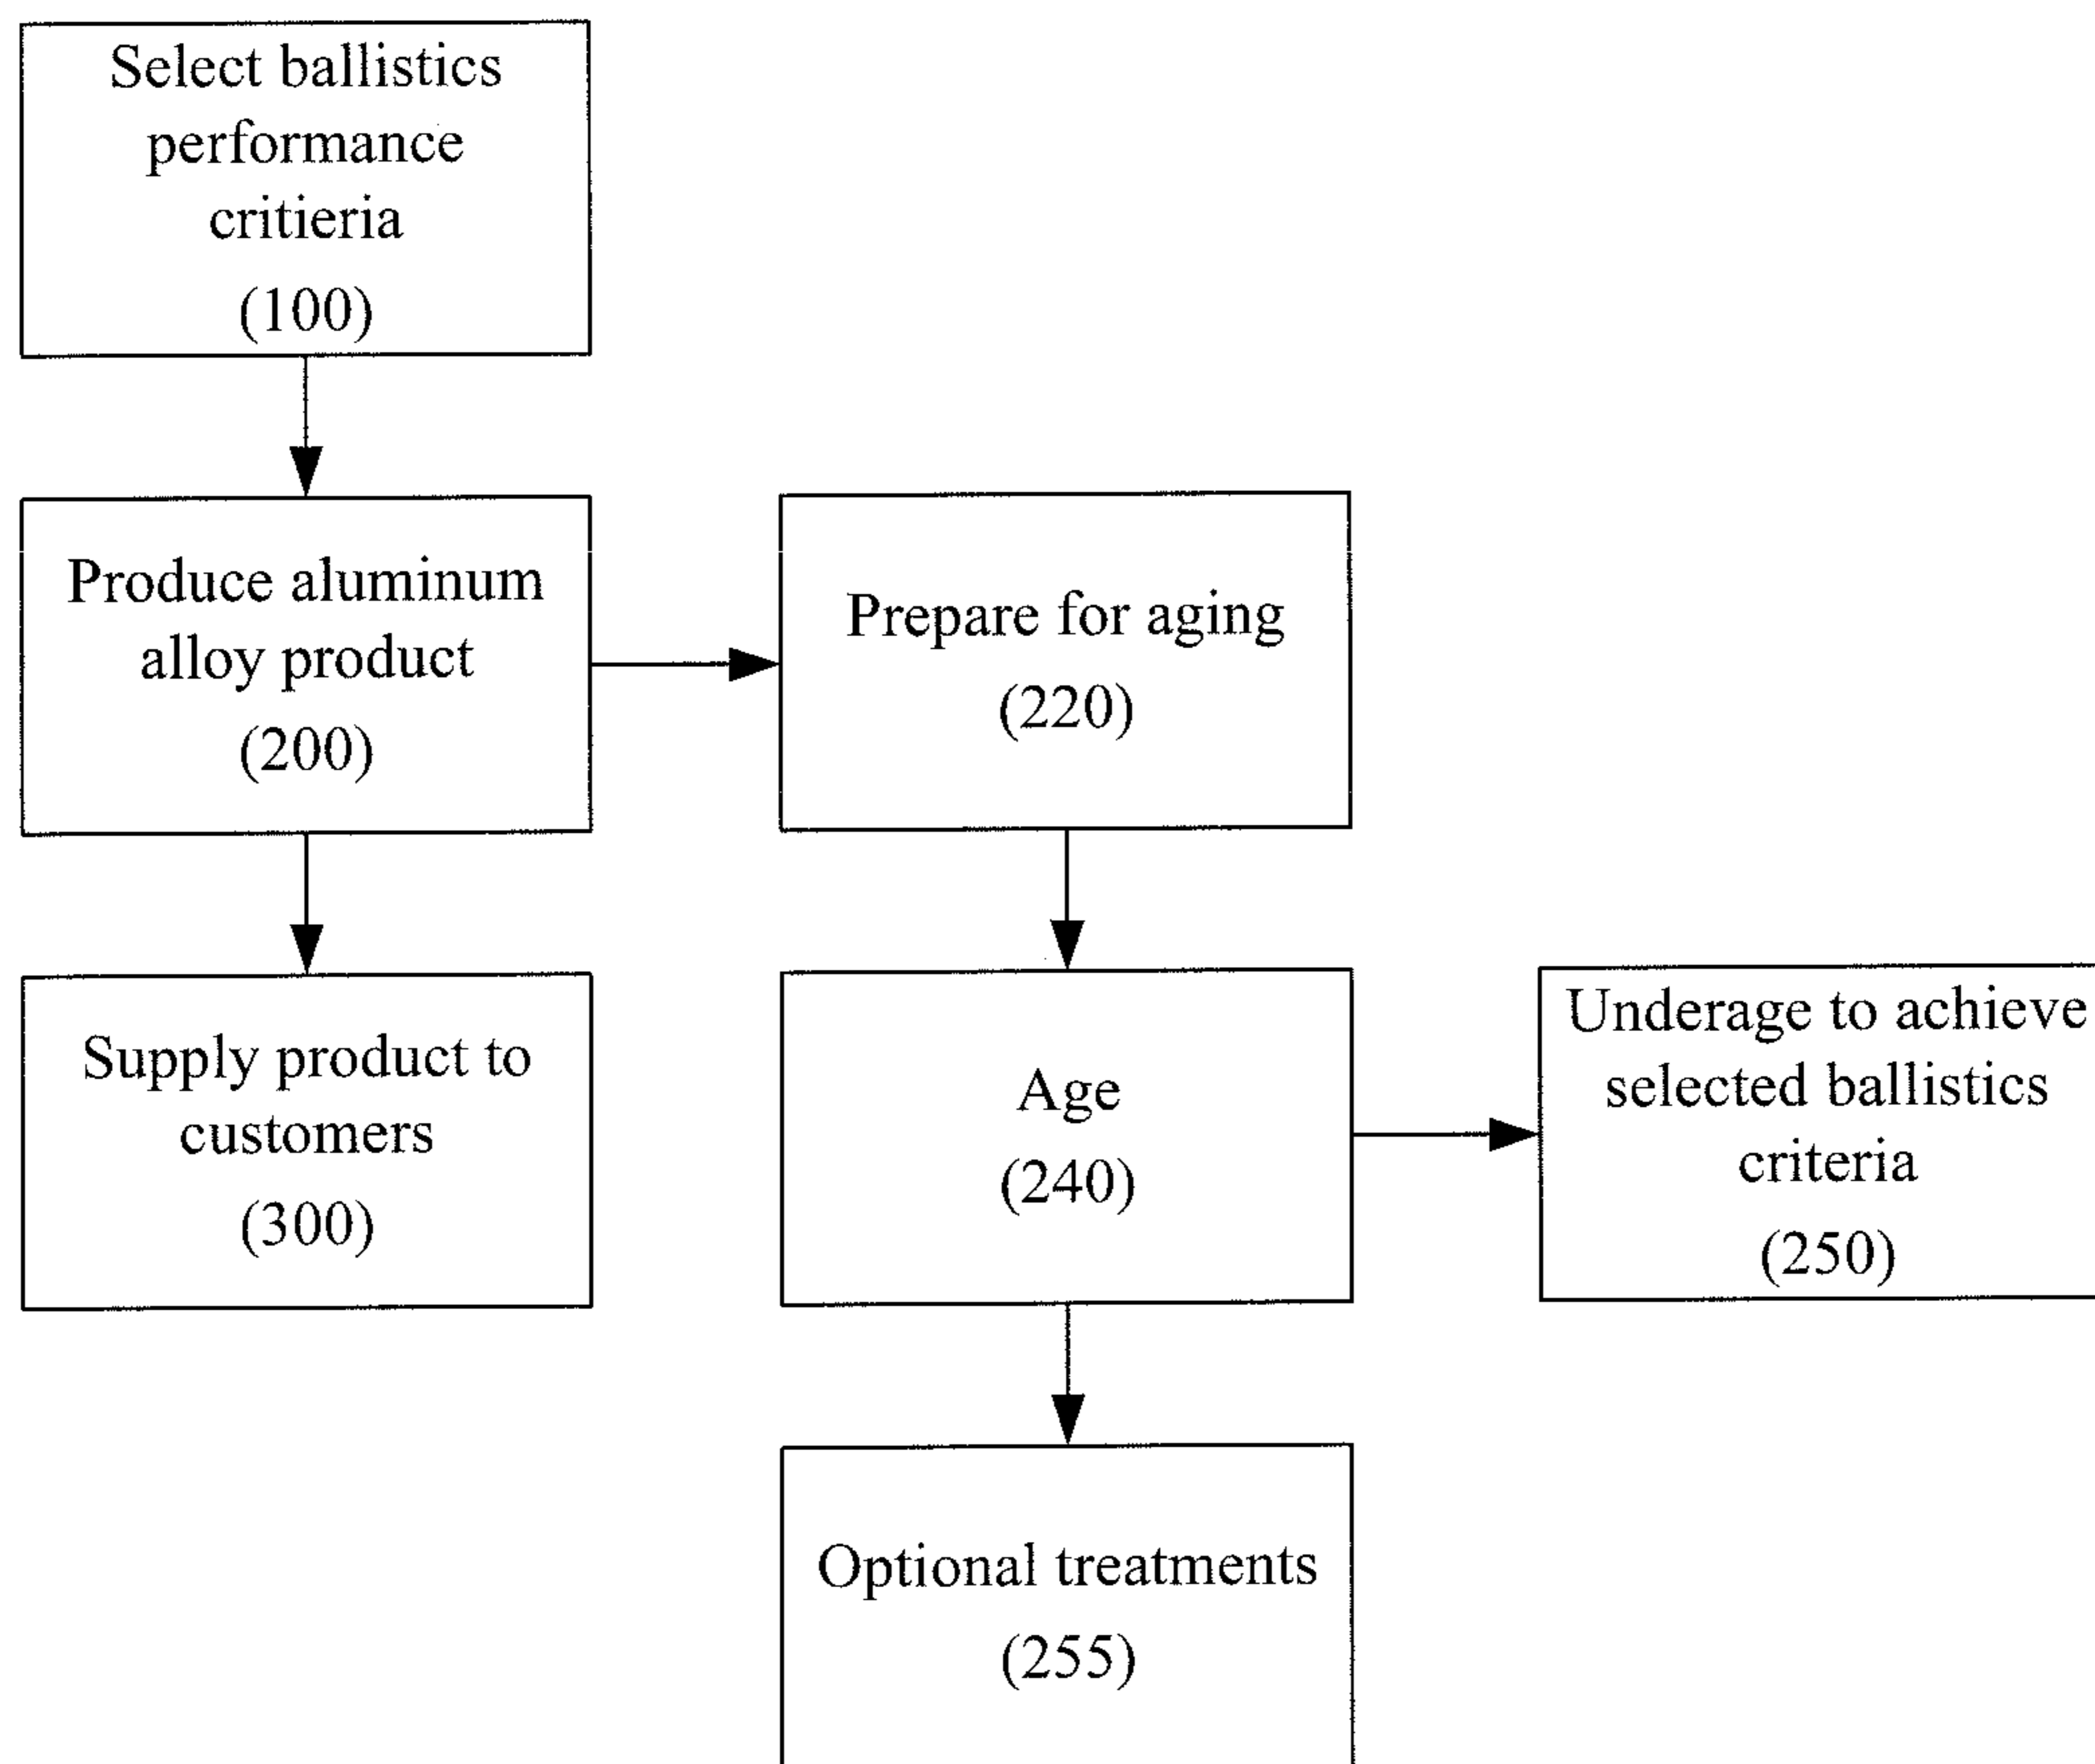 Select ballistics
performance
critieria
(100)
Produce aluminum
alloy product
(200)
Prepare for aging
(220)
Supply product to
customers
(300)
Age
(240)
Underage to achieve
selected ballistics
criteria
(250)
Optional treatments
(255)